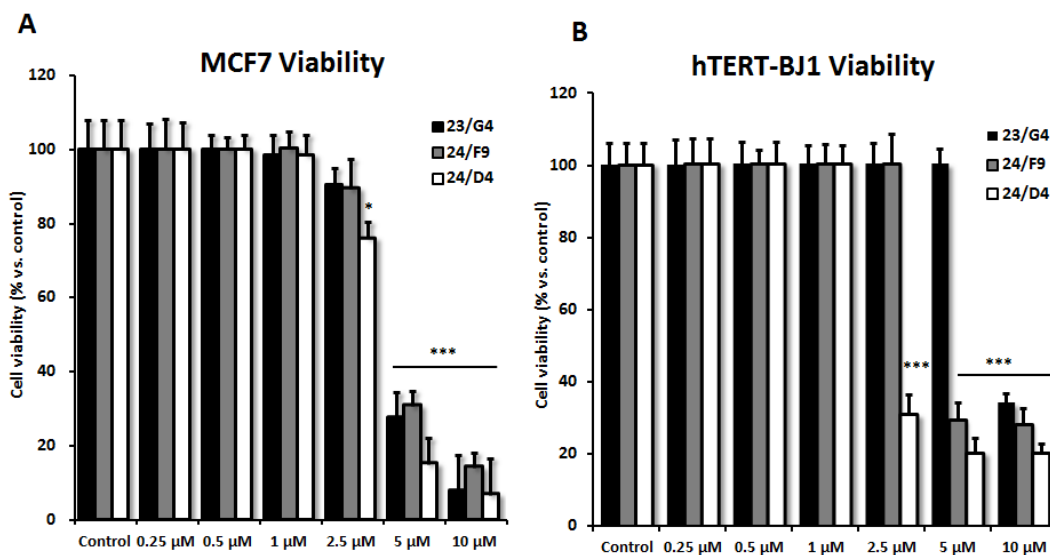 A
MCF7 Viability
Cell viability (% vs. control)
120
100
80
60
40
20
0
23/G4
24/F9
24/D4
*
***
Control 0.25 µM 0.5 µM 1 µM 2.5 µM 5 µM 10 µM
B
hTERT-BJ1 Viability
Cell viability (% vs. control)
120
100
80
60
40
20
0
23/G4
24/F9
24/D4
***
***
Control 0.25 µM 0.5 µM 1 µM 2.5 µM 5 µM 10 µM